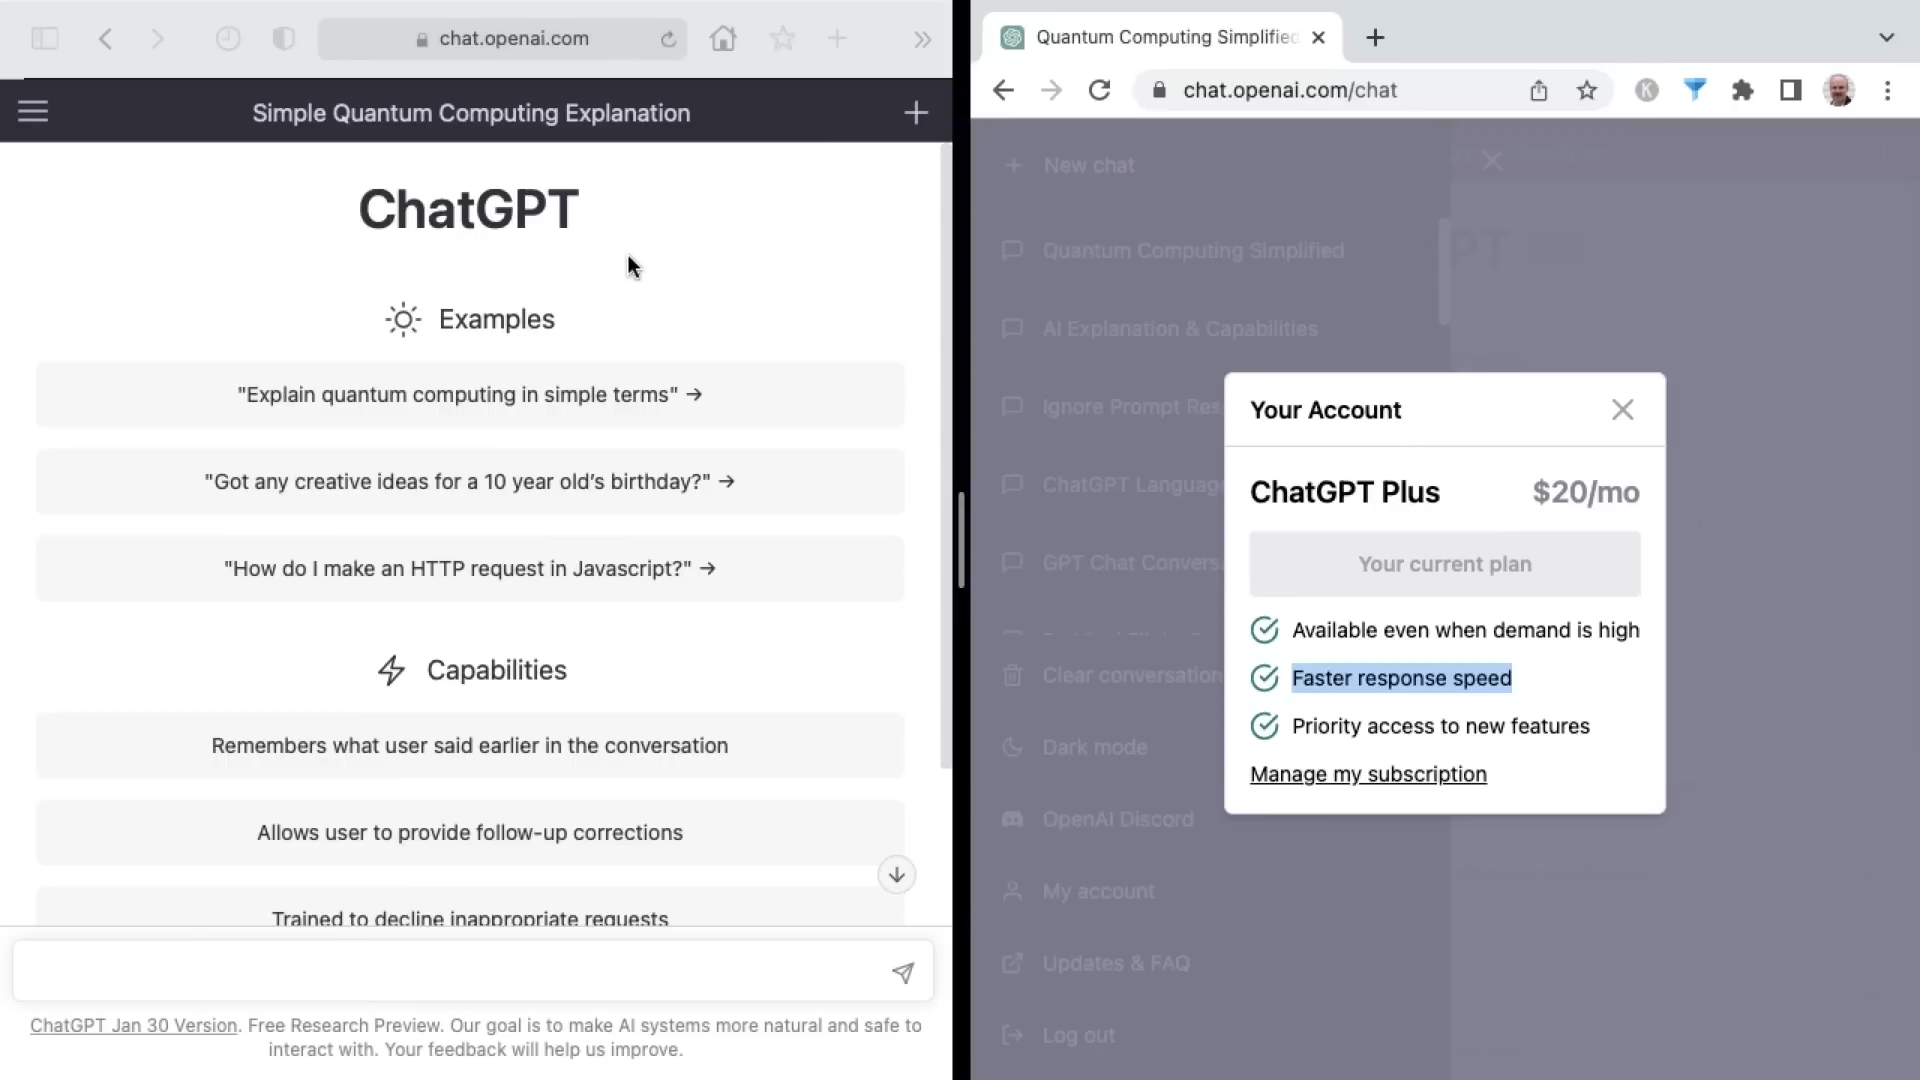 chat.openai.com
Simple Quantum Computing Explanation
ChatGPT
Examples
"Explain quantum computing in simple terms" →
"Got any creative ideas for a 10 year old's birthday?" →
"How do I make an HTTP request in Javascript?" →
Capabilities
Remembers what user said earlier in the conversation
Allows user to provide follow-up corrections
Trained to decline inappropriate requests
ChatGPT Jan 30 Version. Free Research Preview. Our goal is to make AI systems more natural and safe to
interact with. Your feedback will help us improve.
Quantum Computing Simplified
chat.openai.com/chat
K
New chat
Quantum Computing Simplified
AI Explanation & Capabilities
Ignore Prompt Res
ChatGPT Language
GPT Chat Convers
Clear conversation
Dark mode
OpenAI Discord
My account
Updates & FAQ
Log out
PT
Your Account
ChatGPT Plus $20/mo
Your current plan
Available even when demand is high
Faster response speed
Priority access to new features
Manage my subscription